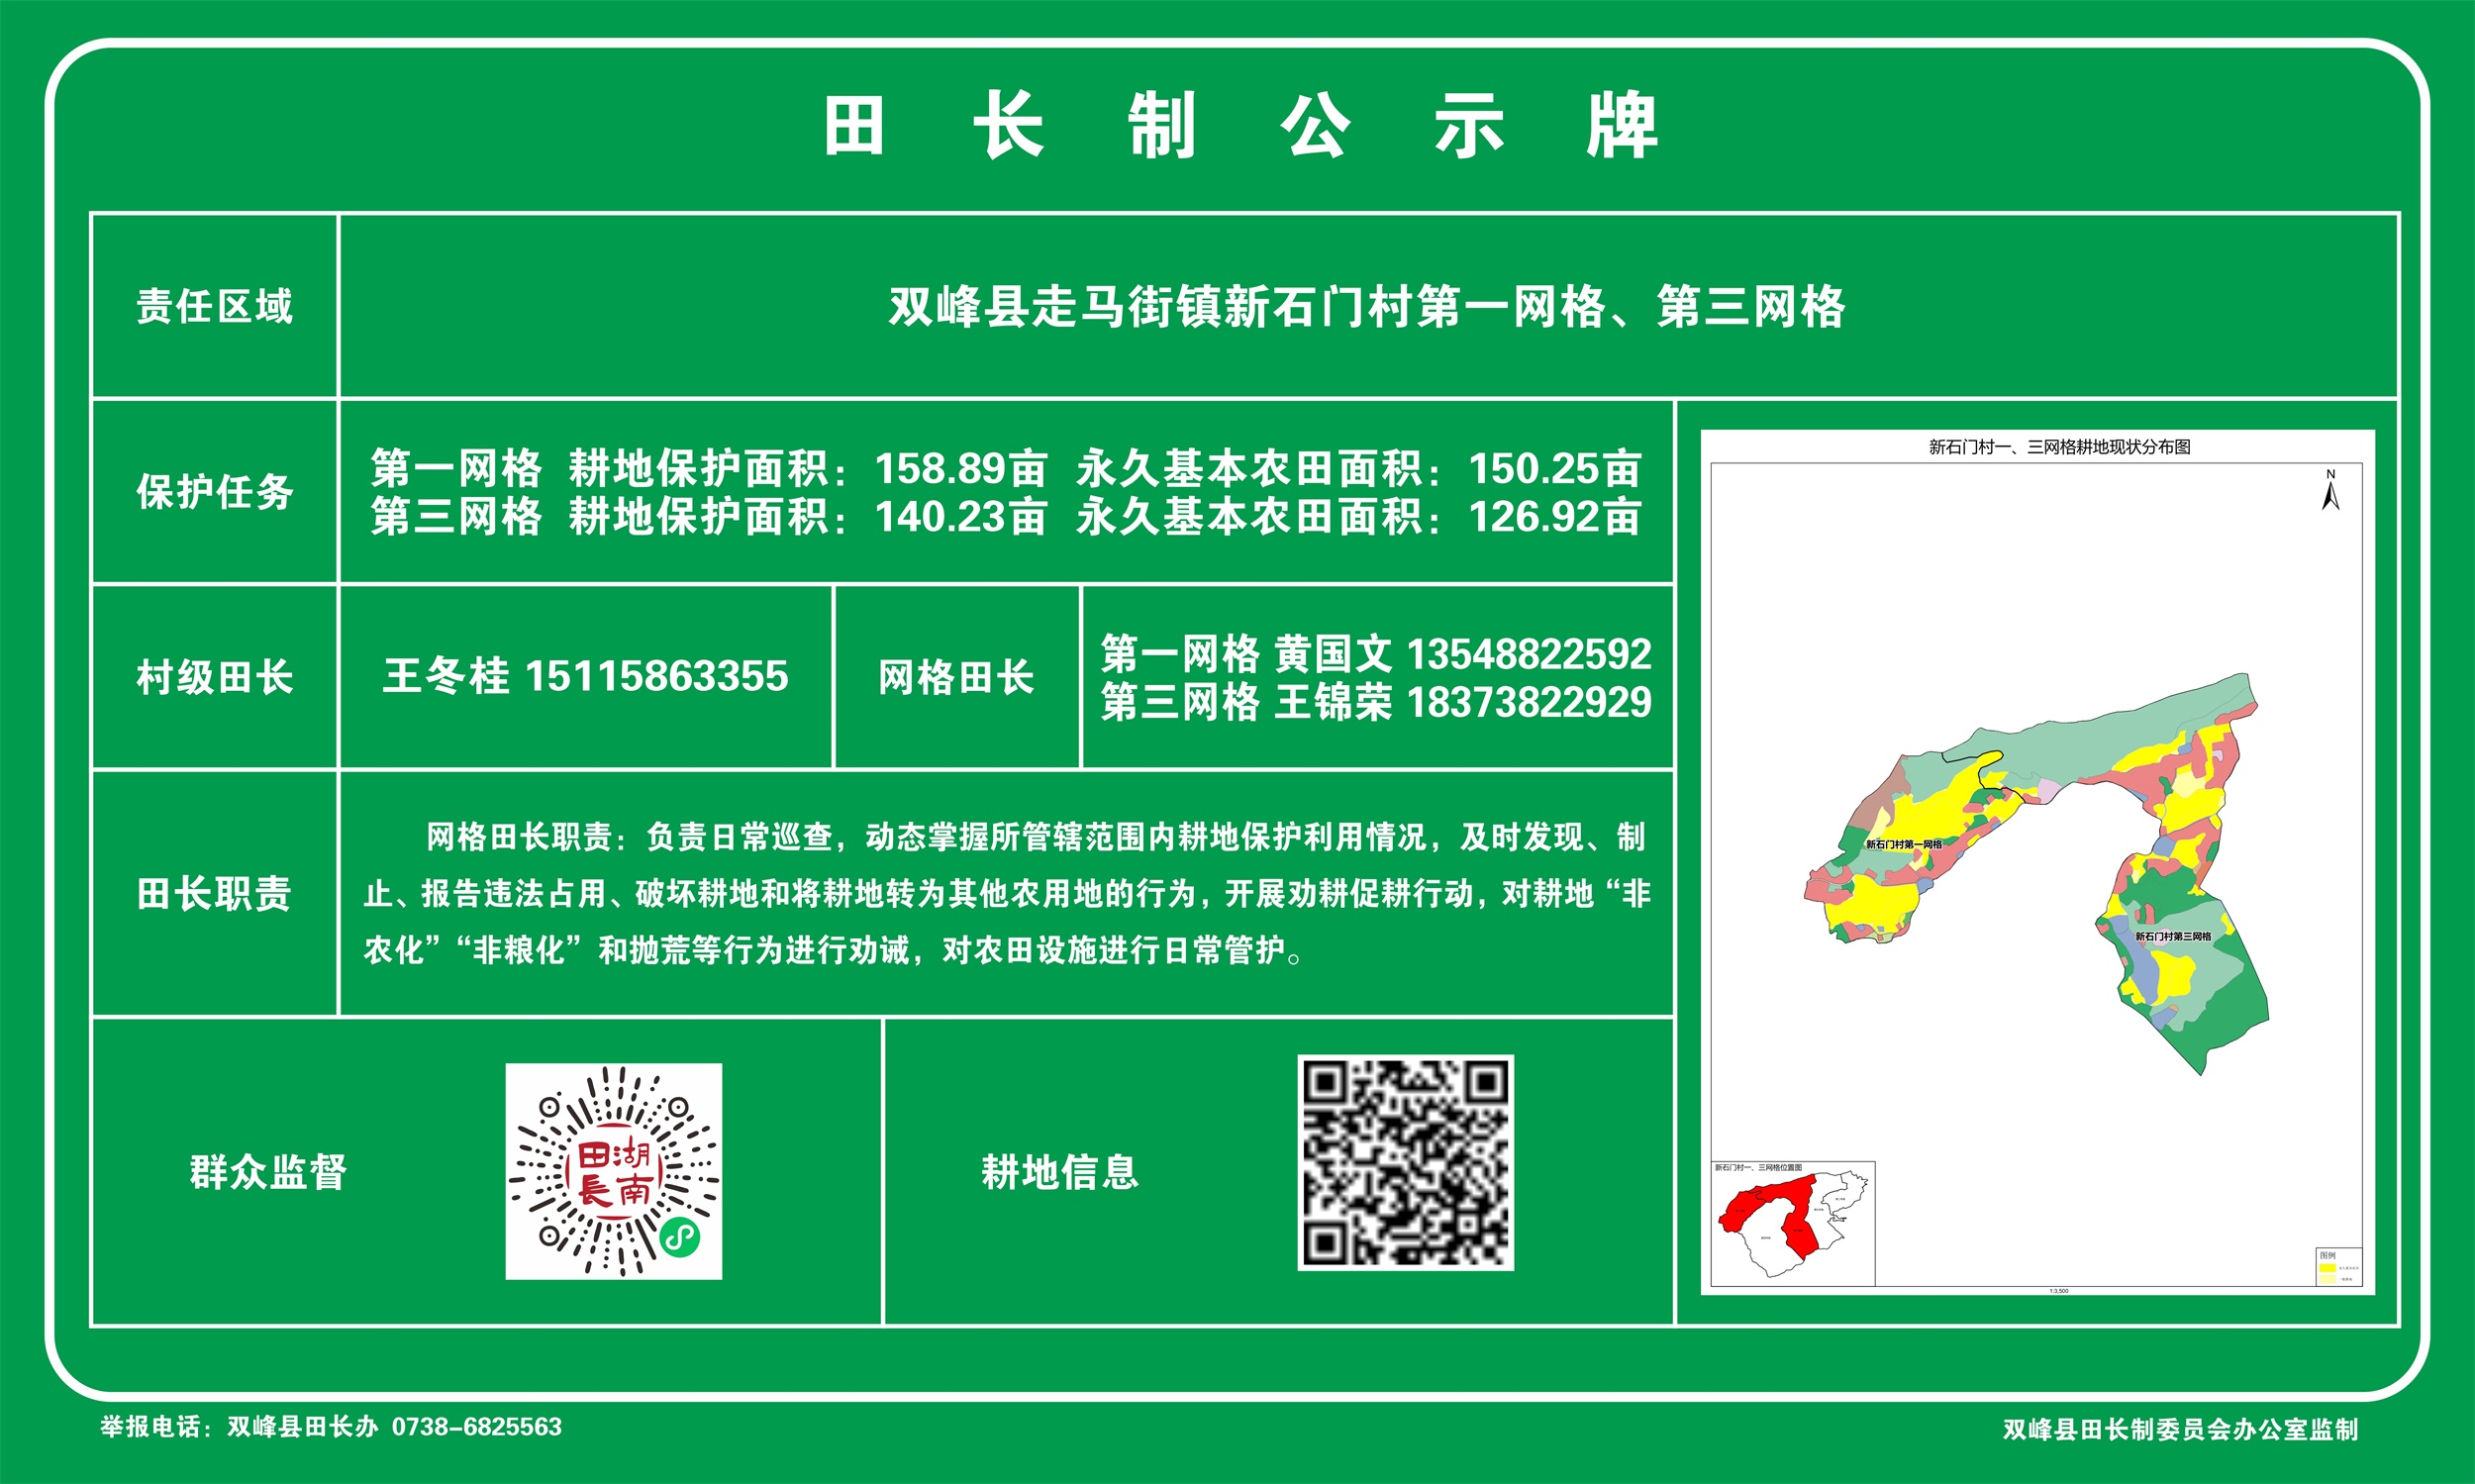 田长制公示牌
责任区域
双峰县走马街镇新石门村第一网格、第三网格
保护任务
第一网格 耕地保护面积：158.89亩 永久基本农田面积：150.25亩
第三网格 耕地保护面积：140.23亩 永久基本农田面积：126.92亩
村级田长
王冬桂 15115863355
网格田长
第一网格 黄国文 13548822592
第三网格 王锦荣 18373822929
田长职责
网格田长职责：负责日常巡查，动态掌握所管辖范围内耕地保护利用情况，及时发现、制
止、报告违法占用、破坏耕地和将耕地转为其他农用地的行为，开展劝耕促耕行动，对耕地“非
农化”“非粮化”和抛荒等行为进行劝诫，对农田设施进行日常管护。
群众监督
田湖
長南
耕地信息
新石门村一、三网格耕地现状分布图
N
新石门村第一网格
新石门村第三网格
新石门村一、三网格位置图
图例
1:3,500
举报电话：双峰县田长办 0738-6825563
双峰县田长制委员会办公室监制